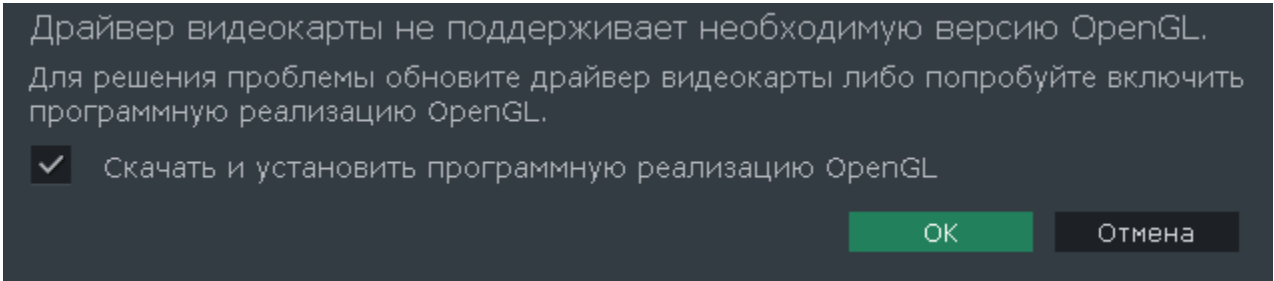 Драйвер видеокарты не поддерживает необходимую версию OpenGL.
Для решения проблемы обновите драйвер видеокарты либо попробуйте включить
программную реализацию OpenGL.
Скачать и установить программную реализацию OpenGL
OK
Отмена